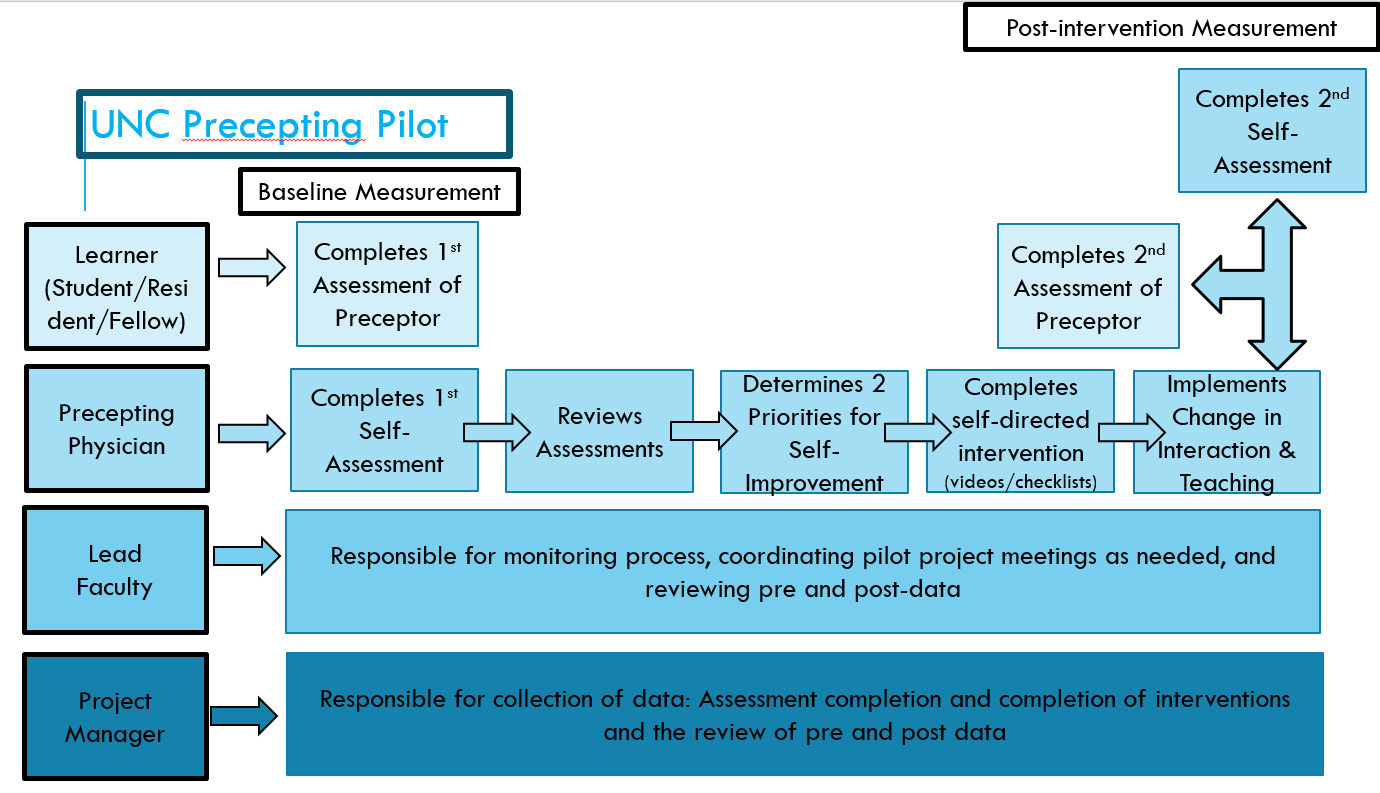 Post-intervention Measurement
Completes 2nd
Self-
Assessment
UNC Precepting Pilot
Baseline Measurement
Learner
(Student/Resi
dent/Fellow)
Completes 1st
Assessment of
Preceptor
Completes 2nd
Assessment of
Preceptor
Precepting
Physician
Completes 1st
Self-
Assessment
Reviews
Assessments
Determines 2
Priorities for
Self-
Improvement
Completes
self-directed
intervention
(videos/checklists)
Implements
Change in
Interaction &
Teaching
Lead
Faculty
Responsible for monitoring process, coordinating pilot project meetings as needed, and
reviewing pre and post-data
Project
Manager
Responsible for collection of data: Assessment completion and completion of interventions
and the review of pre and post data